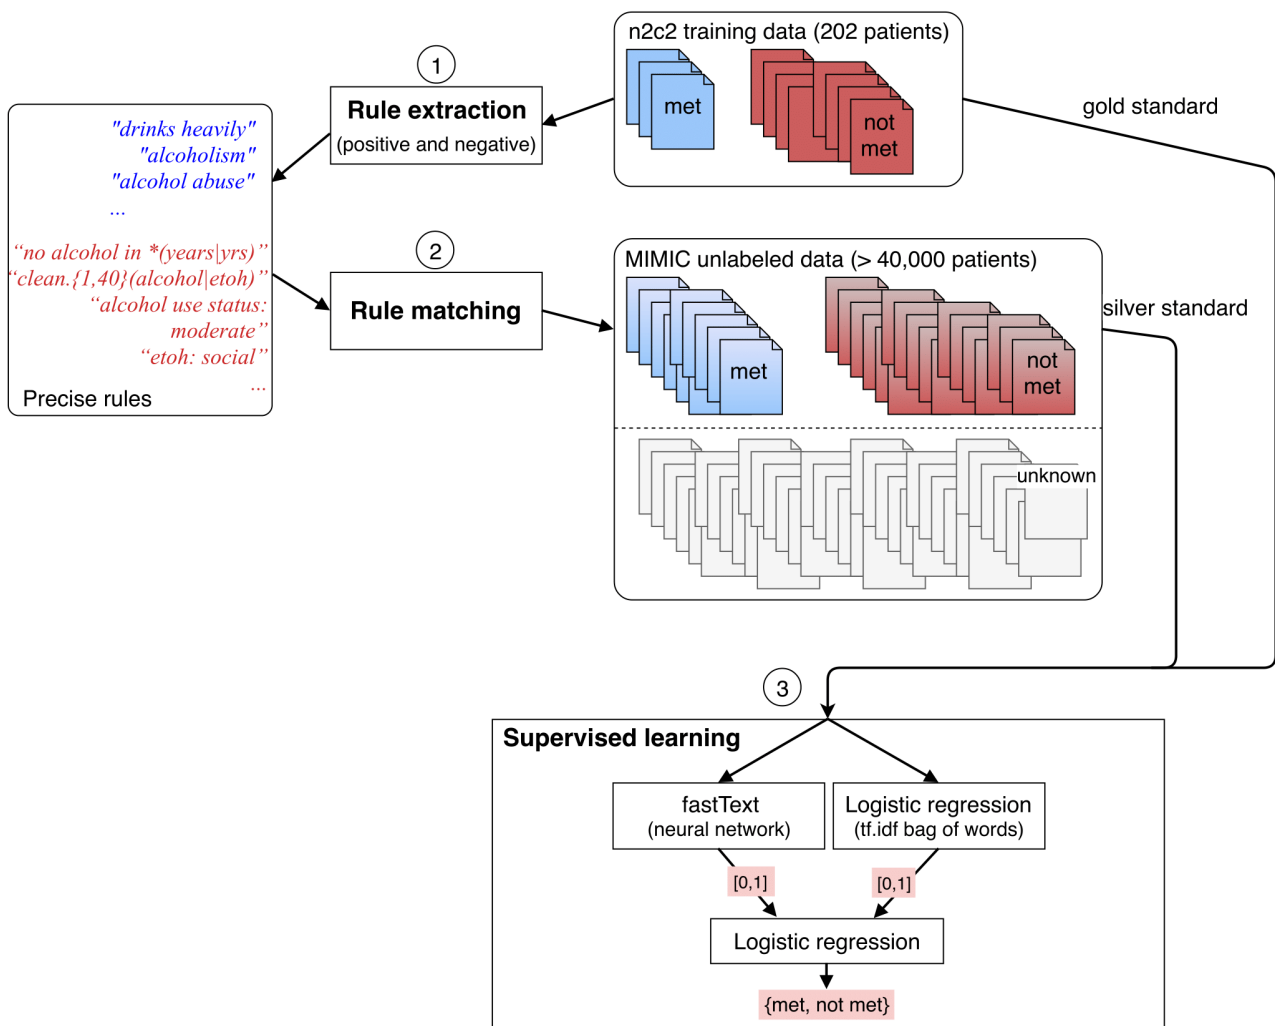 n2c2 training data (202 patients)
met
not
met
gold standard
1
Rule extraction
(positive and negative)
"drinks heavily"
"alcoholism"
"alcohol abuse"
...
“no alcohol in *(years|yrs)”
“clean.{1,40}(alcohol|etoh)”
“alcohol use status:
moderate”
“etoh: social”
...
Precise rules
2
Rule matching
MIMIC unlabeled data (> 40,000 patients)
met
not
met
unknown
silver standard
3
Supervised learning
fastText
(neural network)
Logistic regression
(tf.idf bag of words)
[0,1]
[0,1]
Logistic regression
{met, not met}